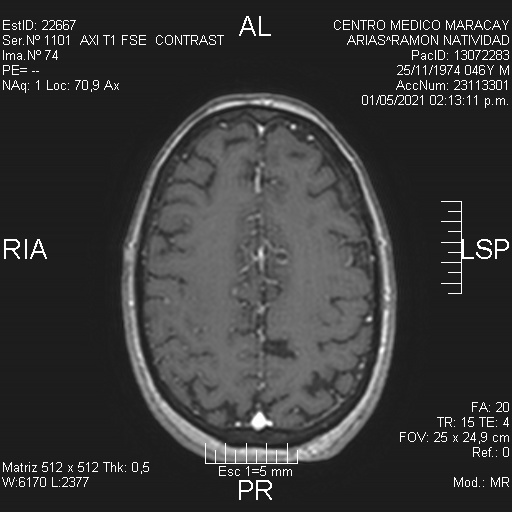 EstID: 22667
Ser.Nº 1101 AXI T1 FSE CONTRAST
Ima.Nº 74
PE= --
NAq: 1 Loc: 70,9 Ax
AL
CENTRO MEDICO MARACAY
ARIAS^RAMON NATIVIDAD
PacID: 13072283
25/11/1974 046Y M
AccNum: 23113301
01/05/2021 02:13:11 p.m.
RIA
LSP
FA: 20
TR: 15 TE: 4
FOV: 25 x 24,9 cm
Ref.: 0
Mod.: MR
Matriz 512 x 512 Thk: 0,5
W:6170 L:2377
Esc 1=5 mm
PR